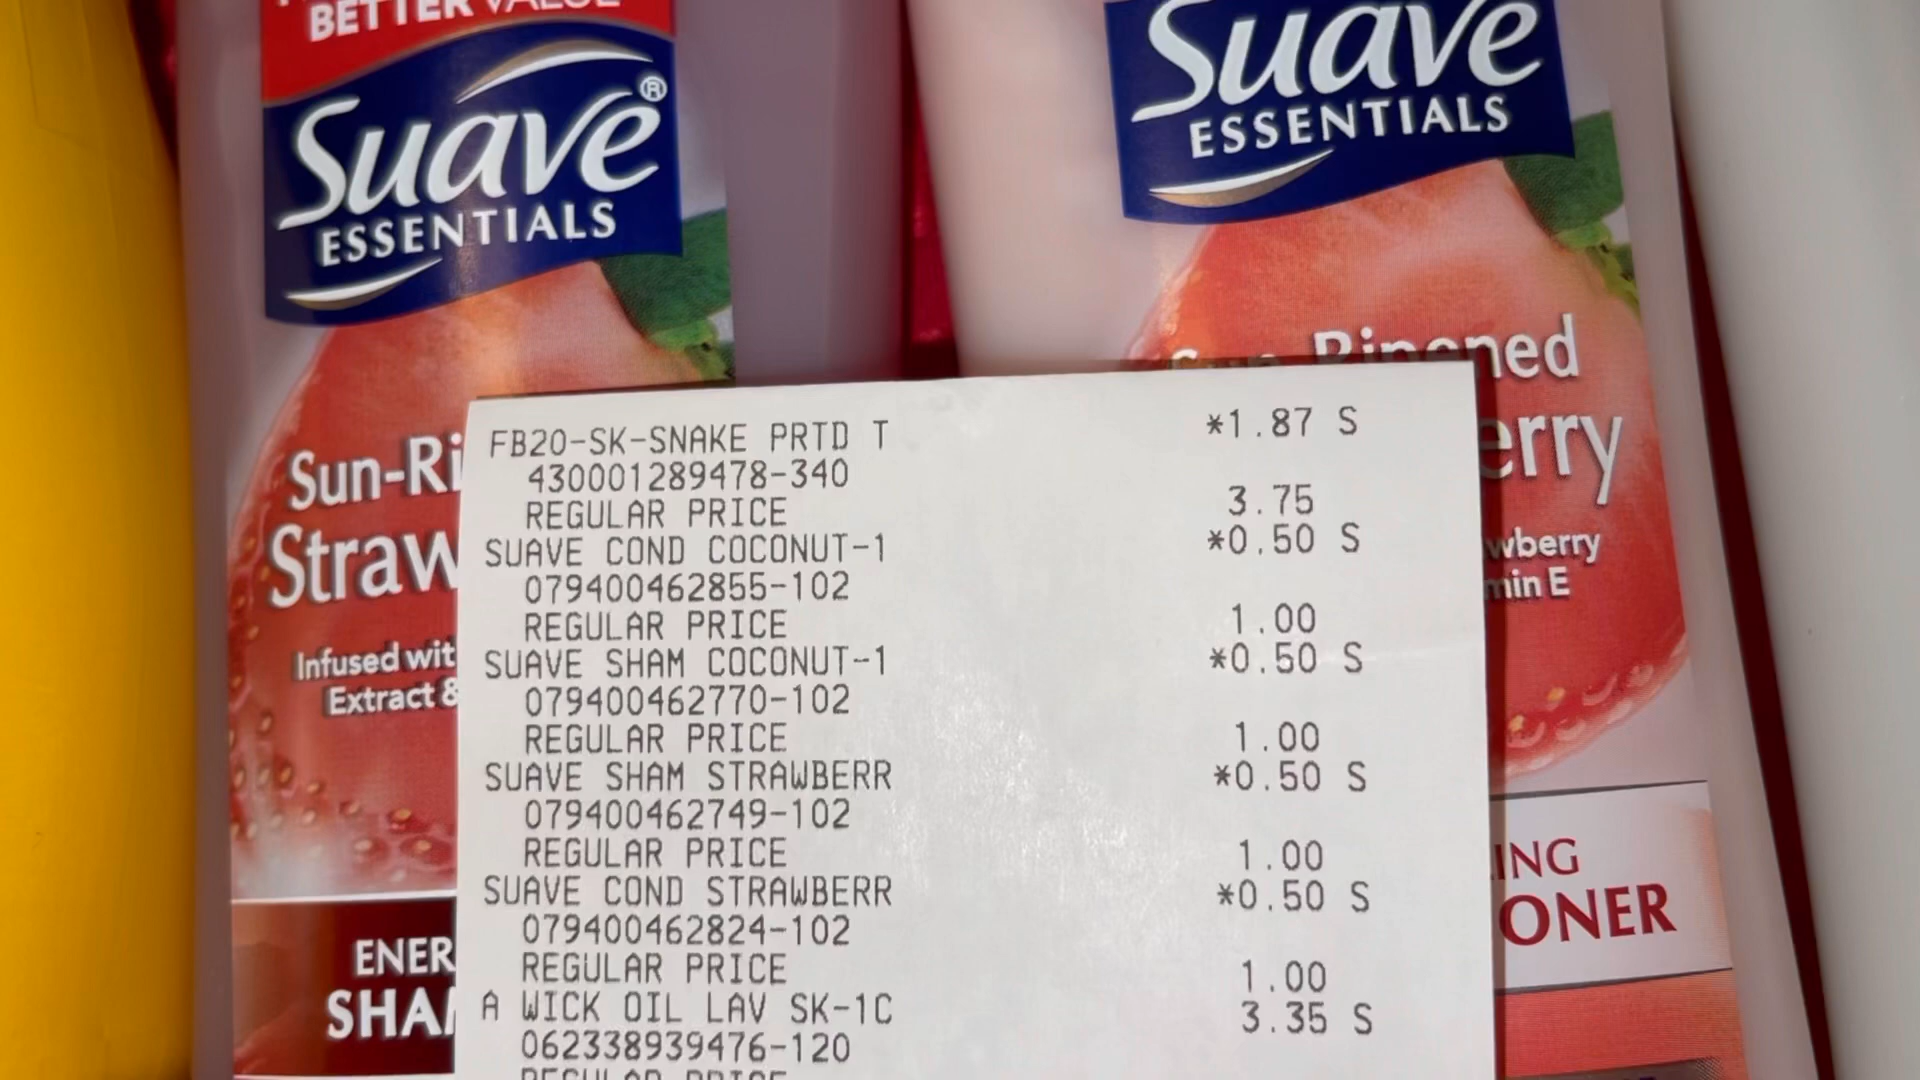 BETTER VALUE
Suave®
ESSENTIALS
Sun-Ri
Straw
Infused wit
Extract &
ENER
SHA
Suave
ESSENTIALS
Sun-Ripened
erry
wberry
min E
ING
ONER
FB20-SK-SNAKE PRTD T *1.87 S
430001289478-340
REGULAR PRICE 3.75
SUAVE COND COCONUT-1 *0.50 S
079400462855-102
REGULAR PRICE 1.00
SUAVE SHAM COCONUT-1 *0.50 S
079400462770-102
REGULAR PRICE 1.00
SUAVE SHAM STRAWBERR *0.50 S
079400462749-102
REGULAR PRICE 1.00
SUAVE COND STRAWBERR *0.50 S
079400462824-102
REGULAR PRICE 1.00
A WICK OIL LAV SK-1C 3.35 S
062338939476-120
REGULAR PRICE